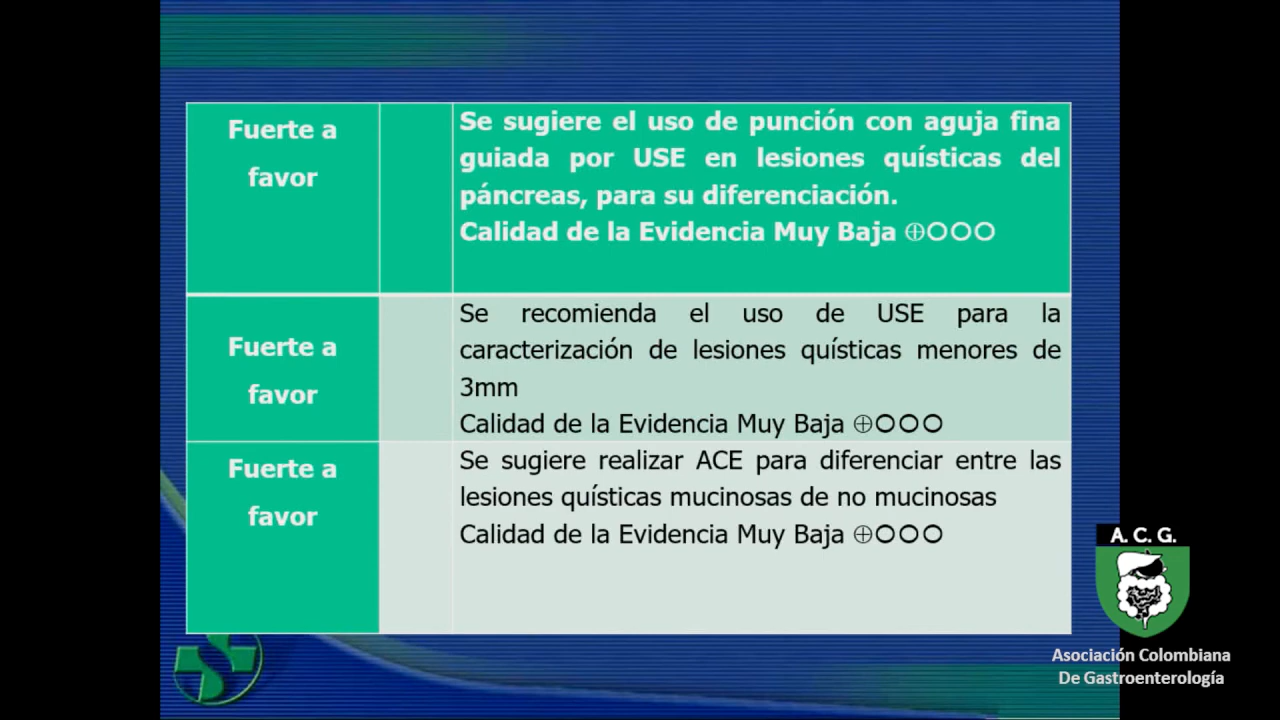 Fuerte a
favor
Se sugiere el uso de punción con aguja fina
guiada por USE en lesiones quísticas del
páncreas, para su diferenciación.
Calidad de la Evidencia Muy Baja ⊕○○○
Fuerte a
favor
Se recomienda el uso de USE para la
caracterización de lesiones quísticas menores de
3mm
Calidad de la Evidencia Muy Baja ⊕○○○
Fuerte a
favor
Se sugiere realizar ACE para diferenciar entre las
lesiones quísticas mucinosas de no mucinosas
Calidad de la Evidencia Muy Baja ⊕○○○
A. C. G.
Asociación Colombiana
De Gastroenterología